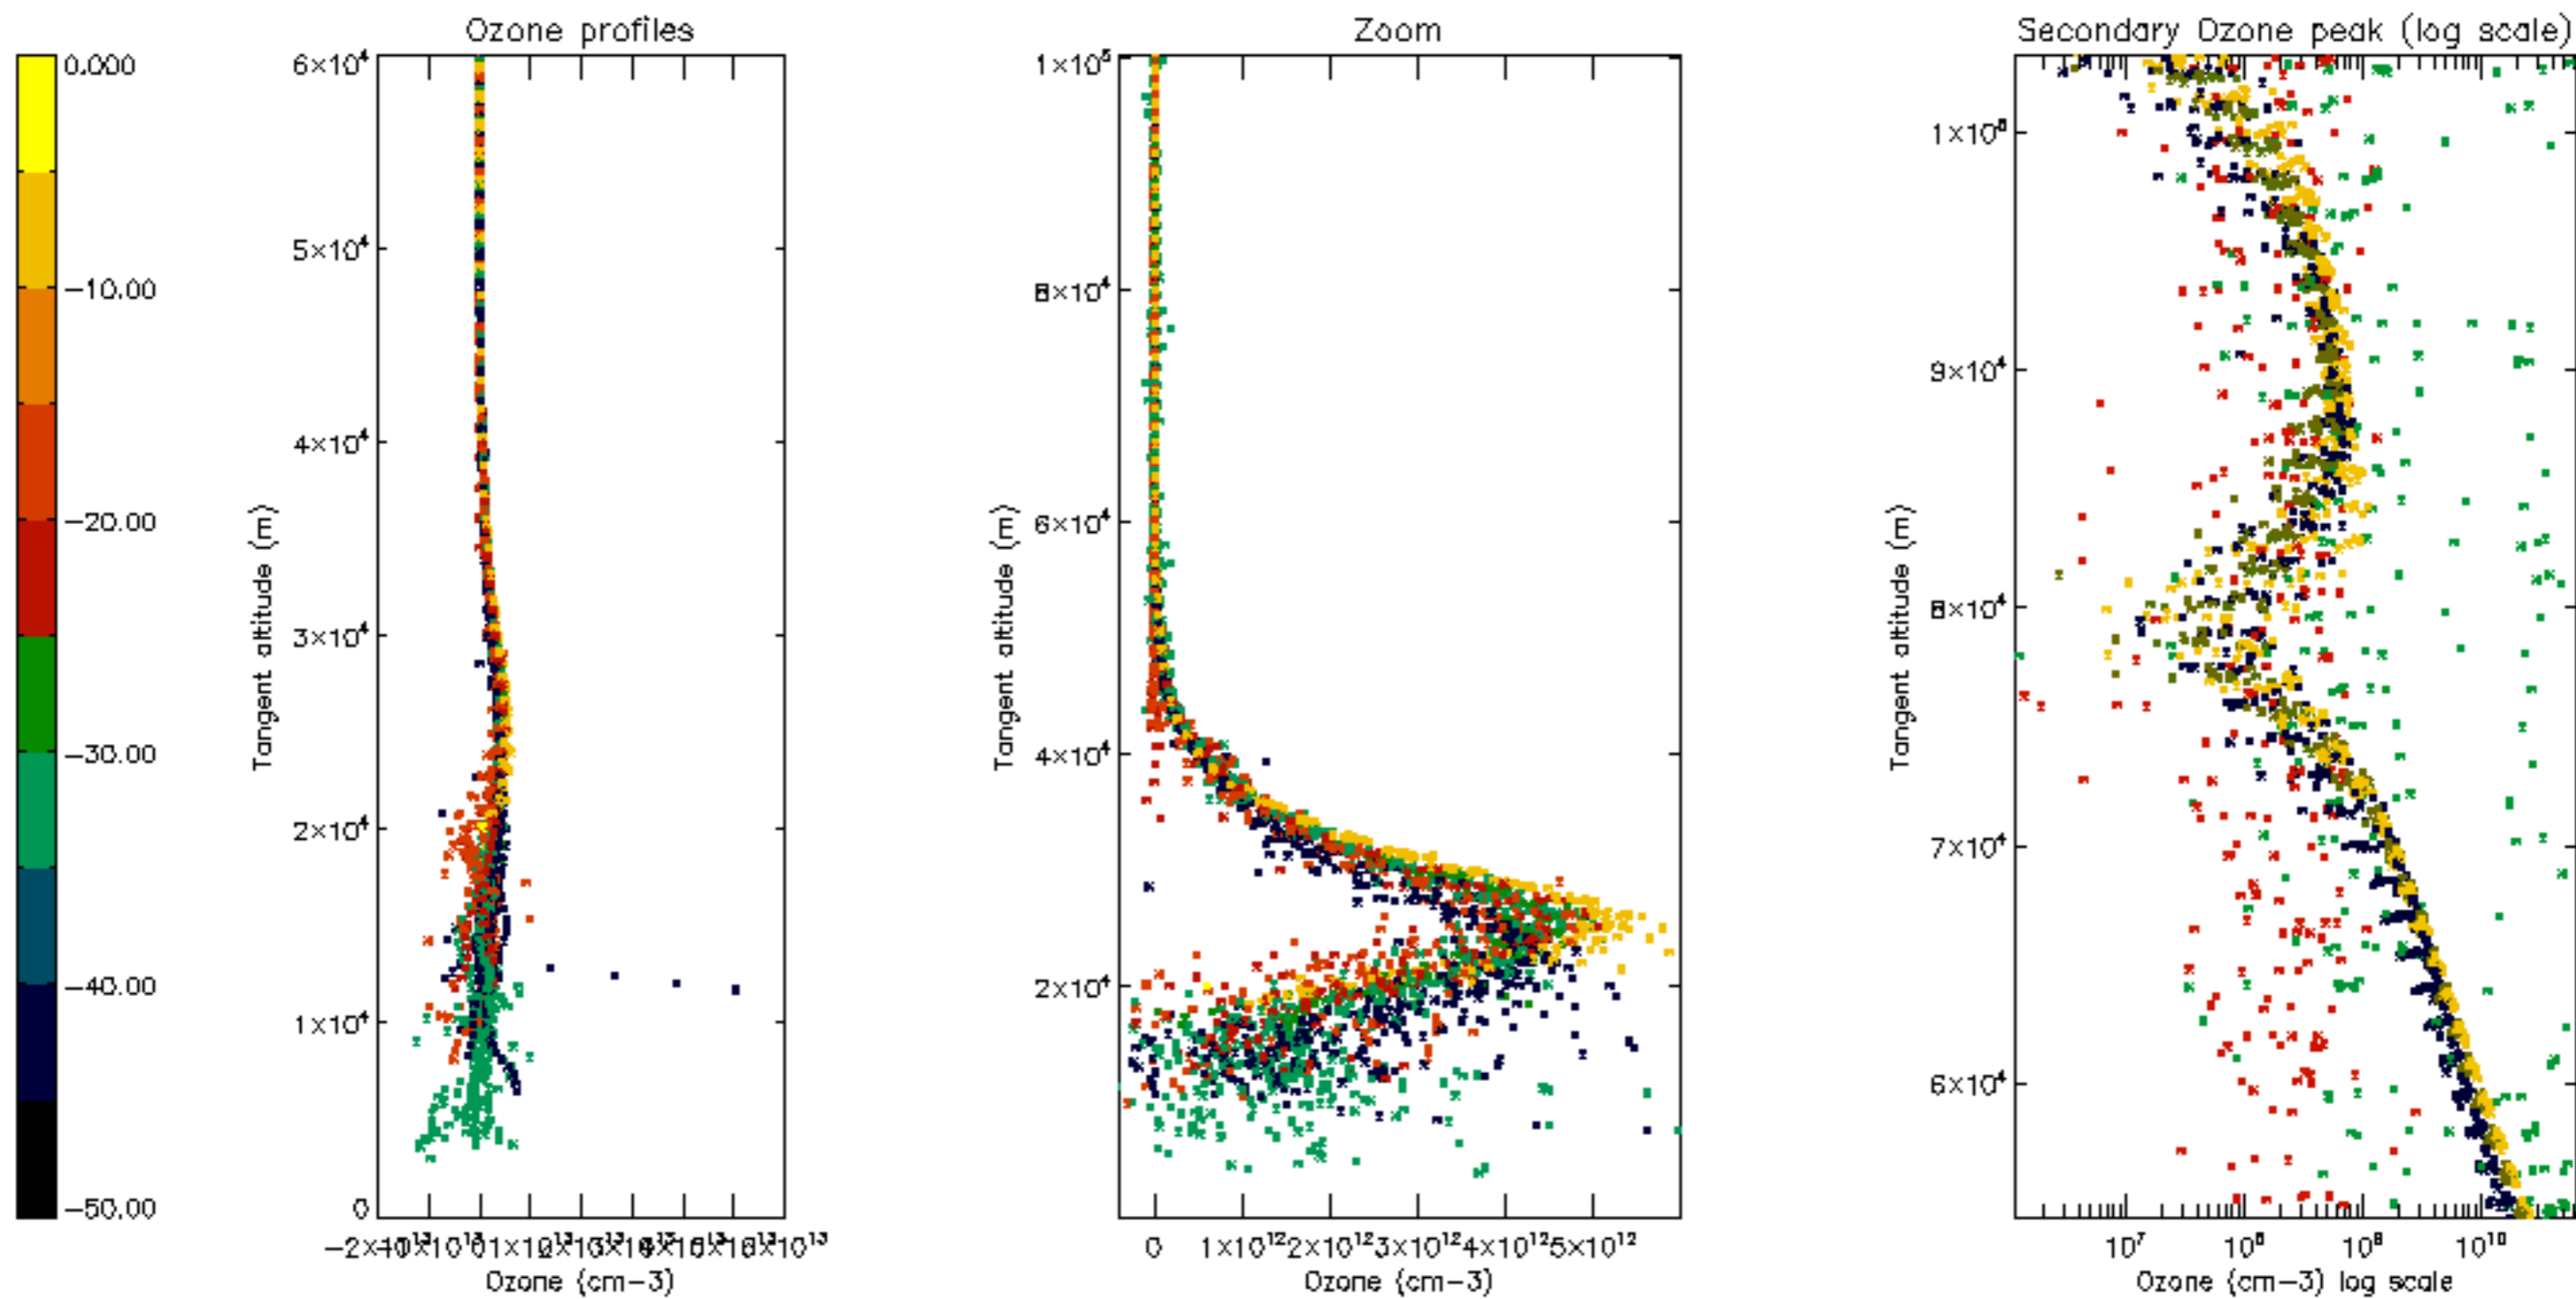 Ozone profiles
Zoom
Secondary Ozone peak (log scale)
0.000
-10.00
-20.00
-30.00
-40.00
-50.00
6×10⁴
5×10⁴
4×10⁴
3×10⁴
2×10⁴
1×10⁴
0
Tangent altitude (m)
Ozone (cm-3)
1×10⁵
8×10⁴
6×10⁴
4×10⁴
2×10⁴
Tangent altitude (m)
0 1×10¹² 2×10¹² 3×10¹² 4×10¹² 5×10¹²
Ozone (cm-3)
9×10⁴
8×10⁴
7×10⁴
6×10⁴
Tangent altitude (m)
10⁷ 10⁸ 10⁹ 10¹⁰
Ozone (cm-3) log scale